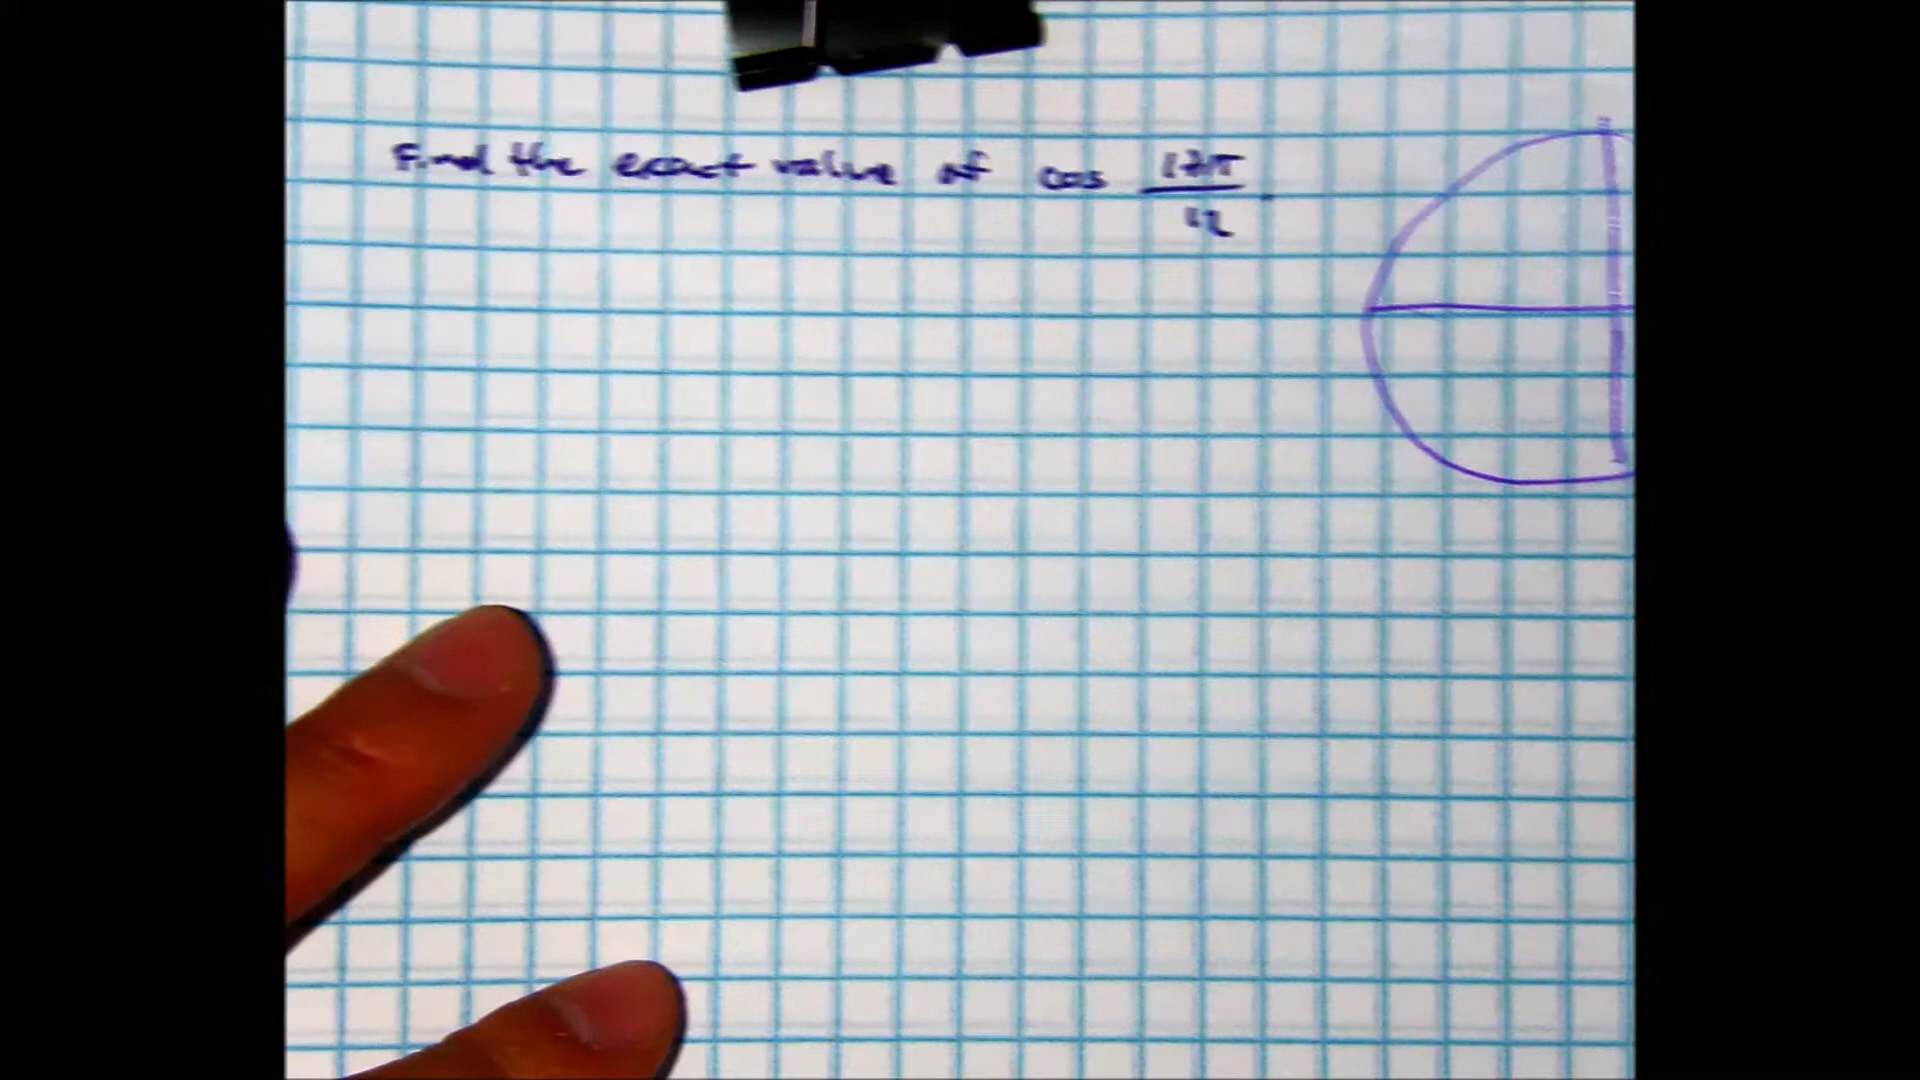 Find the exact value of cos 17π/12.